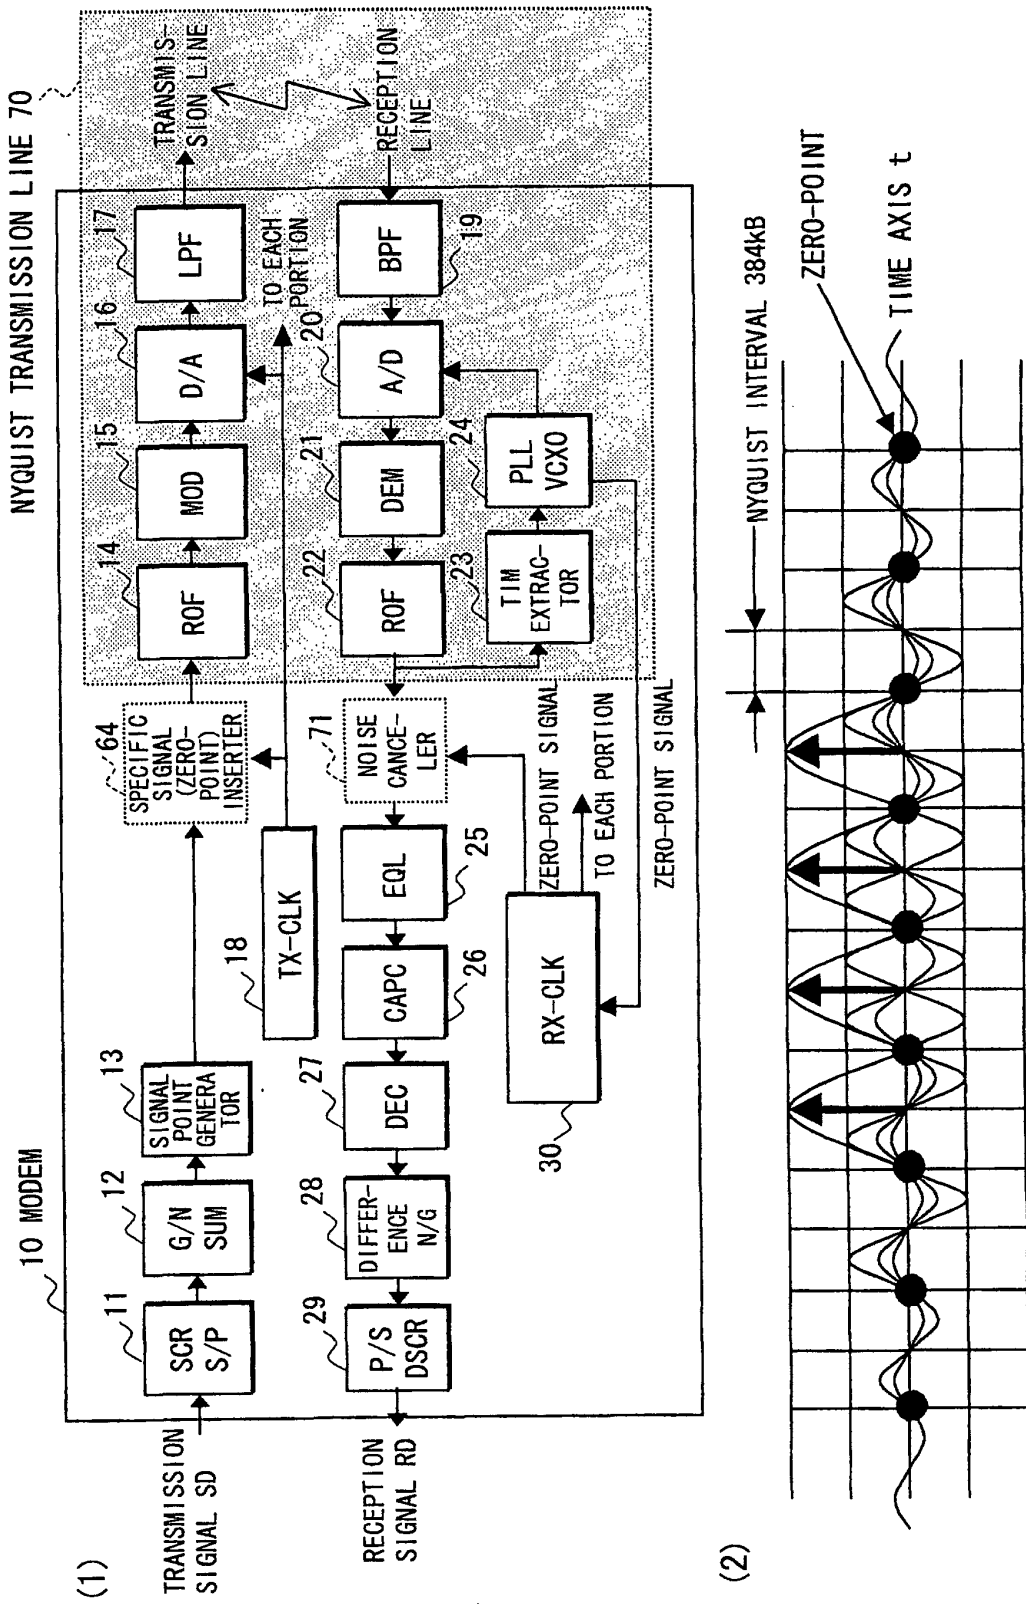 (1)
10 MODEM
NYQUIST TRANSMISSION LINE 70
TRANSMISSION
SIGNAL SD
11
SCR
S/P
12
G/N
SUM
13
SIGNAL
POINT
GENERA
TOR
64
SPECIFIC
SIGNAL
(ZERO-
POINT)
INSERTER
14
ROF
15
MOD
16
D/A
17
LPF
TRANSMIS-
SION LINE
18
TX-CLK
TO EACH
PORTION
RECEPTION
SIGNAL RD
29
P/S
DSCR
28
DIFFER-
ENCE
N/G
27
DEC
26
CAPC
25
EQL
71
NOISE
CANCE-
LER
22
ROF
21
DEM
20
A/D
19
BPF
RECEPTION
LINE
23
TIM
EXTRAC-
TOR
24
PLL
VCXO
30
RX-CLK
ZERO-POINT SIGNAL
TO EACH PORTION
ZERO-POINT SIGNAL
(2)
NYQUIST INTERVAL 384kB
ZERO-POINT
TIME AXIS t